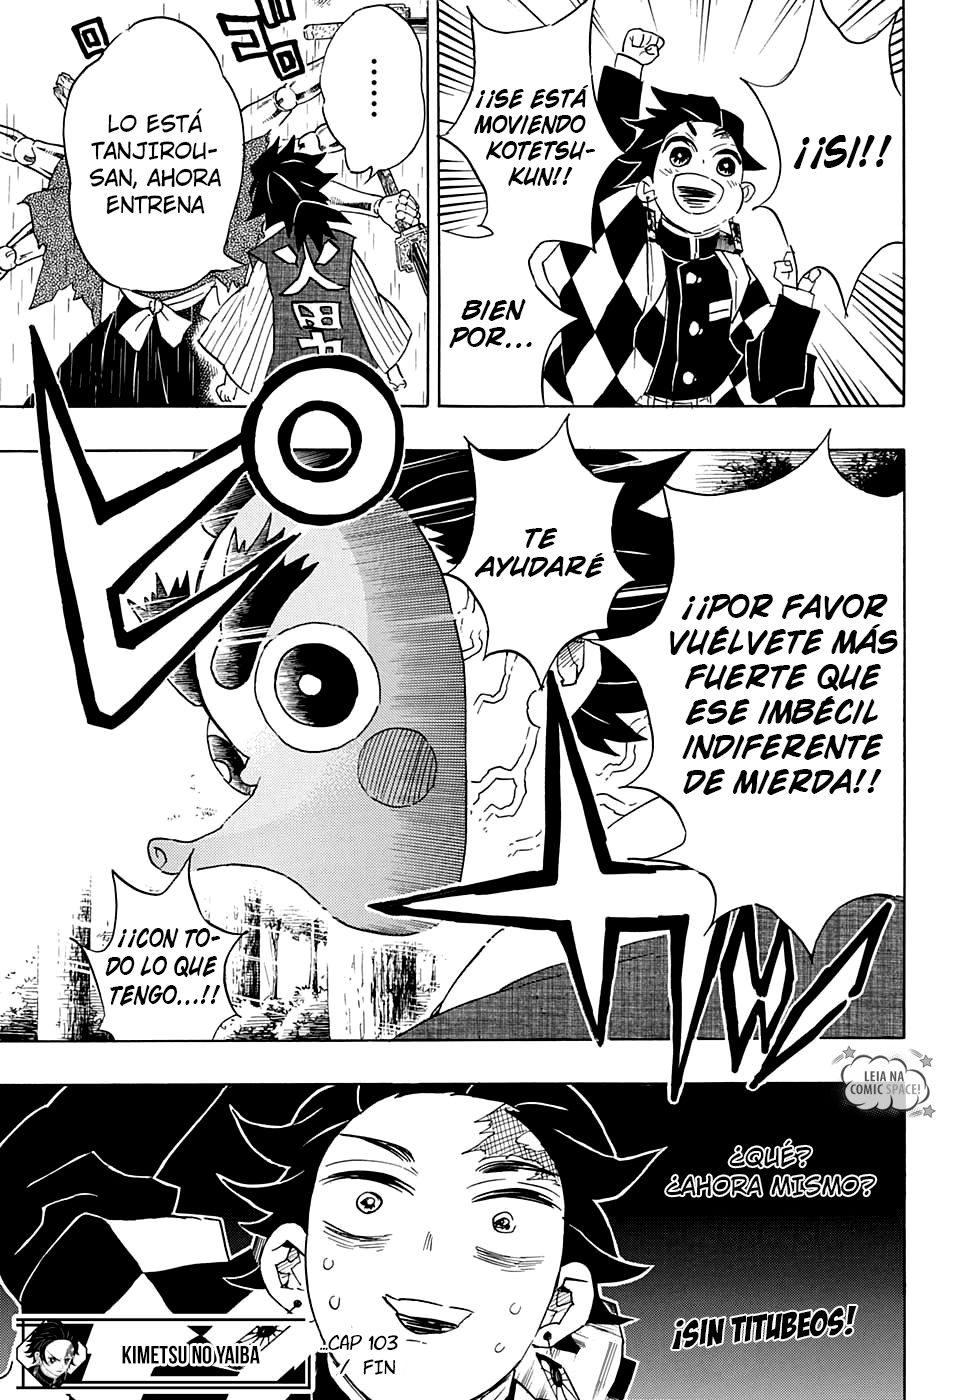 ¡¡SI!!
¡¡SE ESTÁ
MOVIENDO
KOTETSU-
KUN!!
BIEN
POR...
......
LO ESTÁ
TANJIROU-
SAN, AHORA
ENTRENA
火男
¡¡POR FAVOR
VUÉLVETE MÁS
FUERTE QUE
ESE IMBÉCIL
INDIFERENTE
DE MIERDA!!
TE
AYUDARÉ
¡¡CON TO-
DO LO QUE
TENGO...!!
LEIA NA
COMIC SPACE!
¿QUÉ?
¿AHORA MISMO?
¡SIN TITUBEOS!
...CAP 103
FIN
KIMETSU NO YAIBA